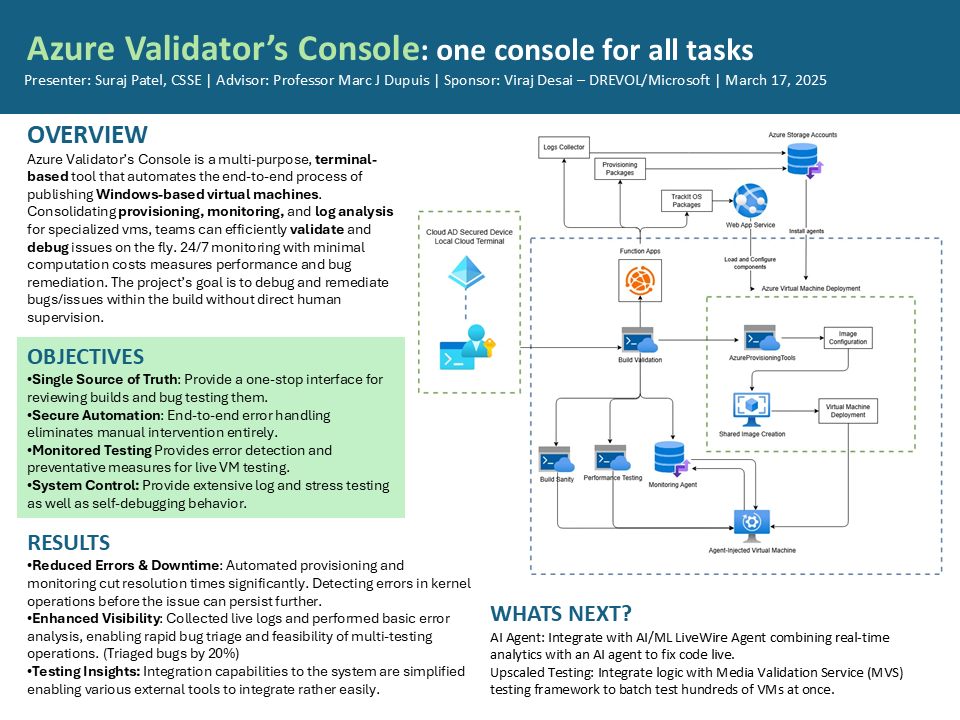 Azure Validator's Console: one console for all tasks
Presenter: Suraj Patel, CSSE | Advisor: Professor Marc J Dupuis | Sponsor: Viraj Desai – DREVOL/Microsoft | March 17, 2025
OVERVIEW
Azure Validator's Console is a multi-purpose, terminal-
based tool that automates the end-to-end process of
publishing Windows-based virtual machines.
Consolidating provisioning, monitoring, and log analysis
for specialized vms, teams can efficiently validate and
debug issues on the fly. 24/7 monitoring with minimal
computation costs measures performance and bug
remediation. The project's goal is to debug and remediate
bugs/issues within the build without direct human
supervision.
OBJECTIVES
•Single Source of Truth: Provide a one-stop interface for
reviewing builds and bug testing them.
•Secure Automation: End-to-end error handling
eliminates manual intervention entirely.
•Monitored Testing Provides error detection and
preventative measures for live VM testing.
•System Control: Provide extensive log and stress testing
as well as self-debugging behavior.
RESULTS
•Reduced Errors & Downtime: Automated provisioning and
monitoring cut resolution times significantly. Detecting errors in kernel
operations before the issue can persist further.
•Enhanced Visibility: Collected live logs and performed basic error
analysis, enabling rapid bug triage and feasibility of multi-testing
operations. (Triaged bugs by 20%)
•Testing Insights: Integration capabilities to the system are simplified
enabling various external tools to integrate rather easily.
Logs Collector
Azure Storage Accounts
Provisioning
Packages
TrackIt OS
Packages
Web App Service
Install agents
Cloud AD Secured Device
Local Cloud Terminal
Function Apps
Load and Configure
components
Azure Virtual Machine Deployment
Build Validation
AzureProvisioningTools
Image
Configuration
Shared Image Creation
Virtual Machine
Deployment
Build Sanity
Performance Testing
Monitoring Agent
Agent-Injected Virtual Machine
WHATS NEXT?
AI Agent: Integrate with AI/ML LiveWire Agent combining real-time
analytics with an AI agent to fix code live.
Upscaled Testing: Integrate logic with Media Validation Service (MVS)
testing framework to batch test hundreds of VMs at once.